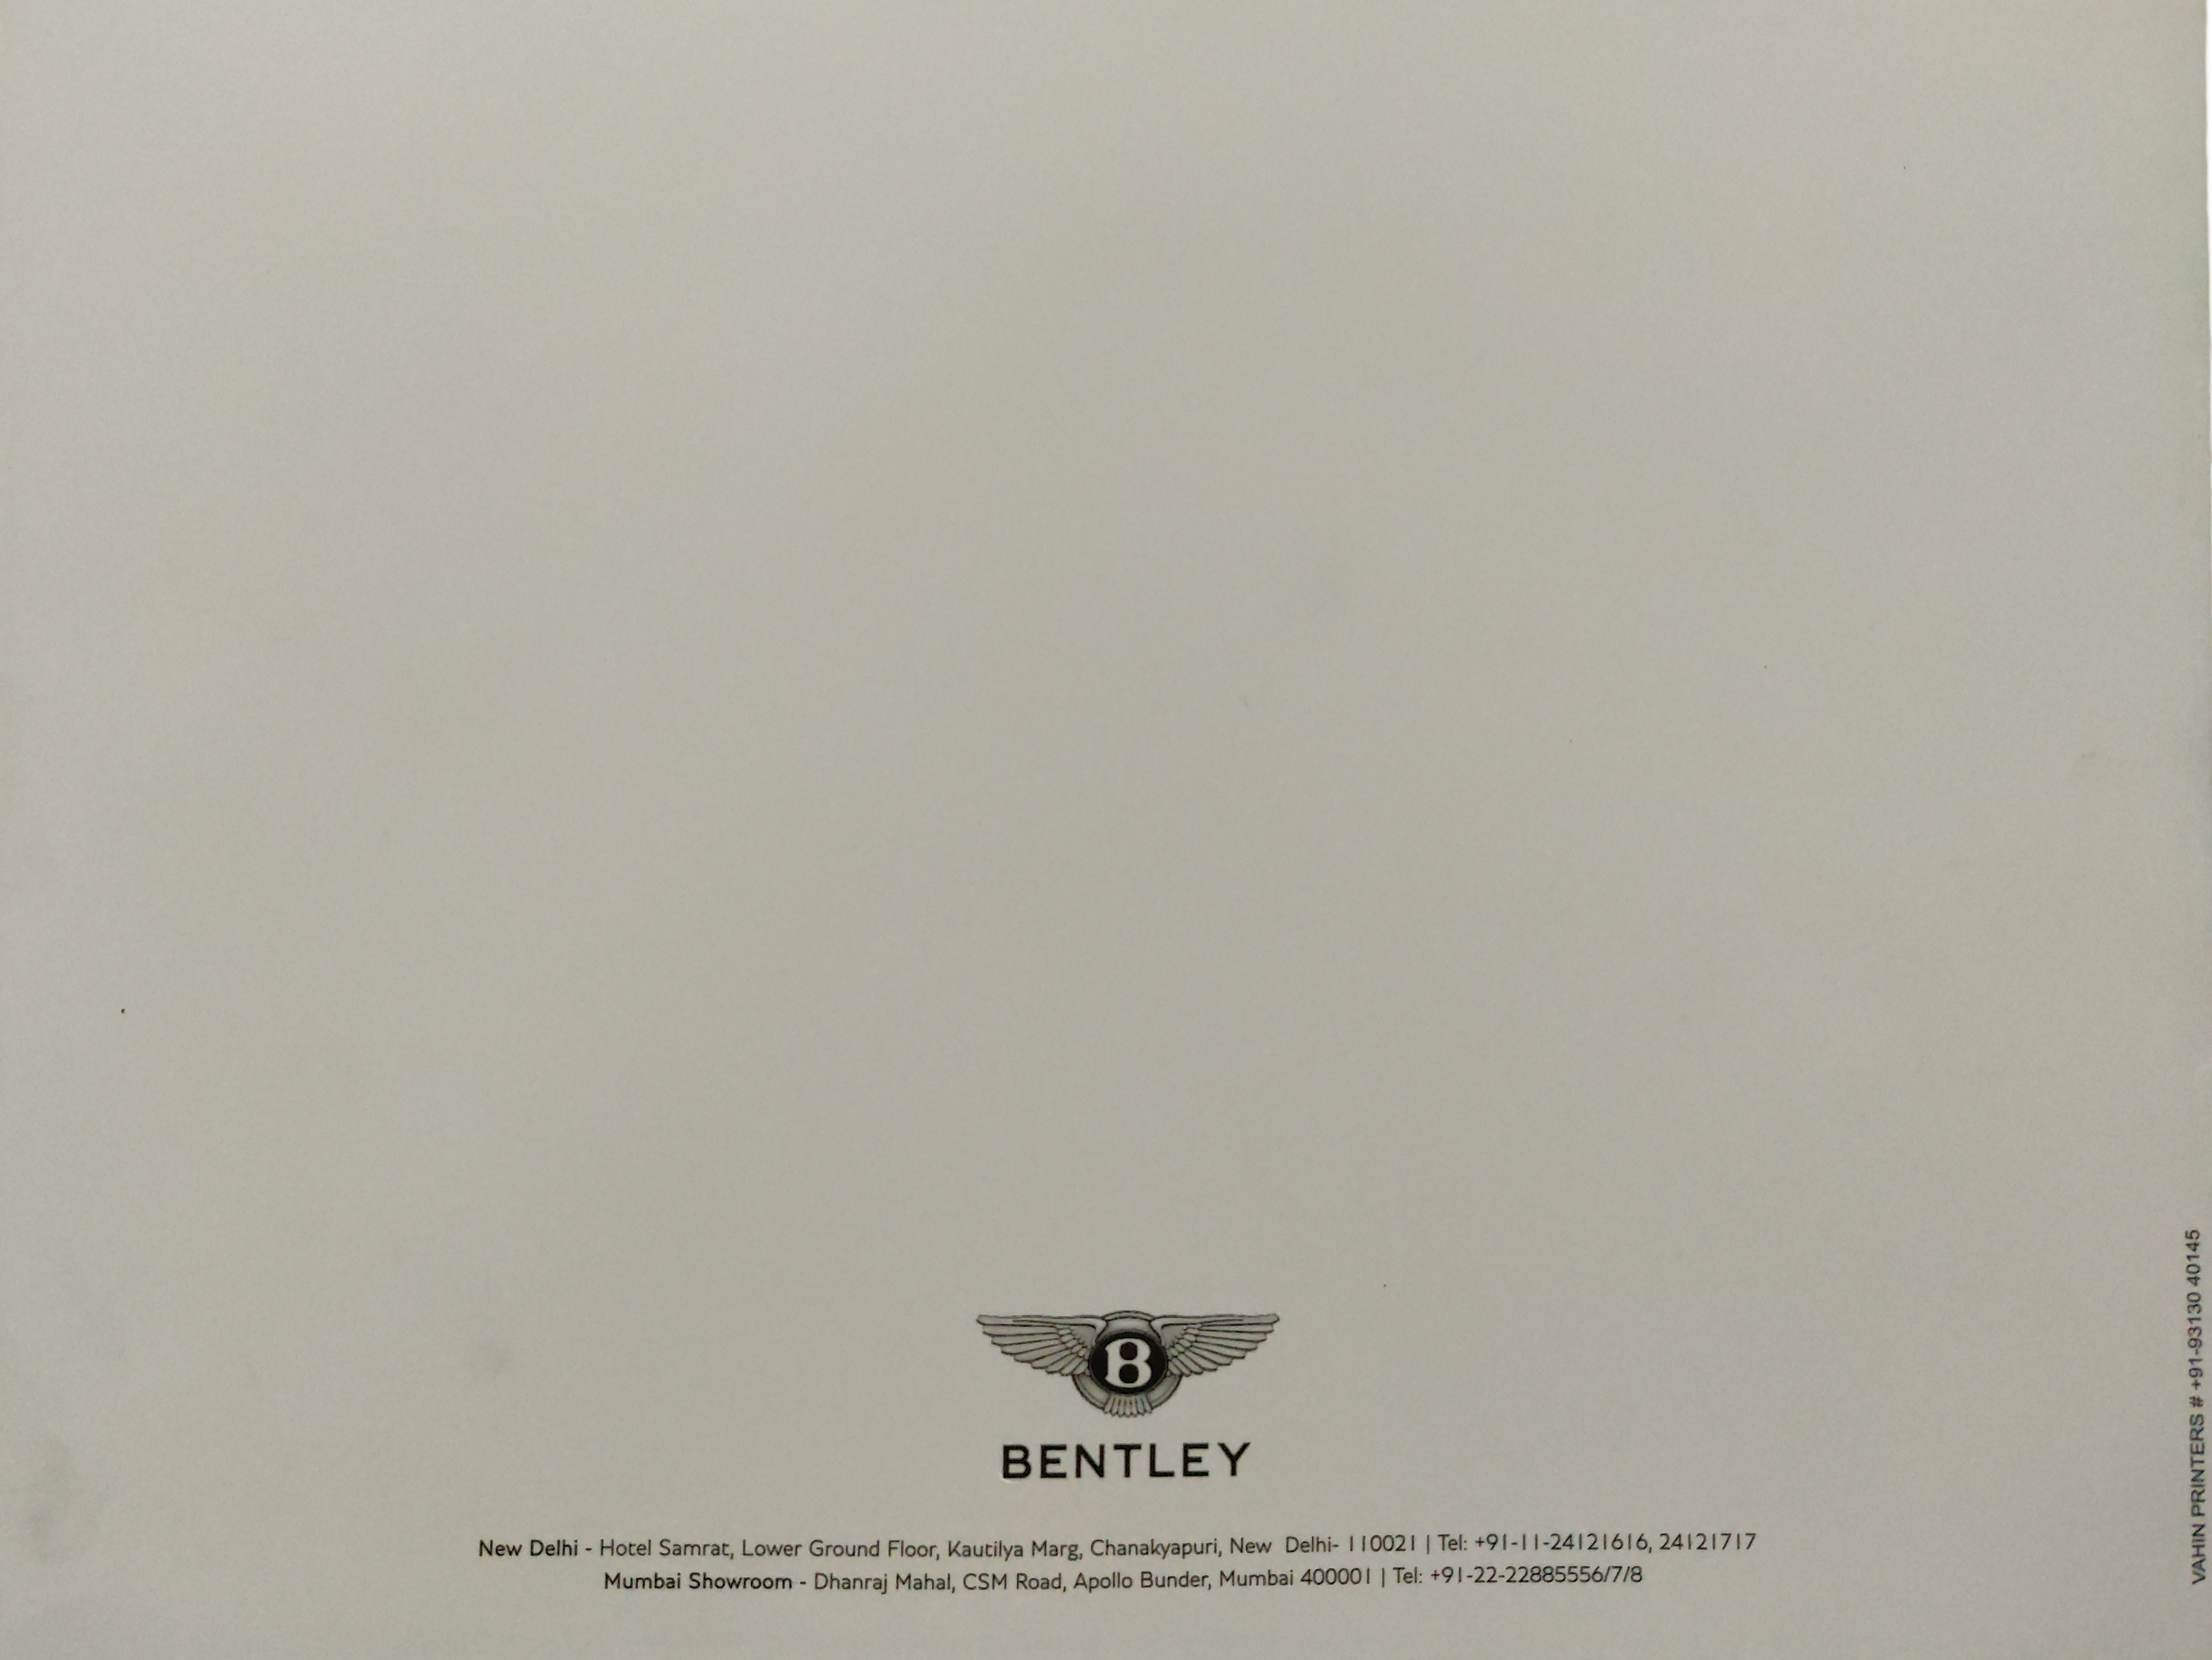 B
BENTLEY
New Delhi - Hotel Samrat, Lower Ground Floor, Kautilya Marg, Chanakyapuri, New Delhi- 110021 | Tel: +91-11-24121616, 24121717
Mumbai Showroom - Dhanraj Mahal, CSM Road, Apollo Bunder, Mumbai 400001 | Tel: +91-22-22885556/7/8
VAHIN PRINTERS # +91-93130 40145